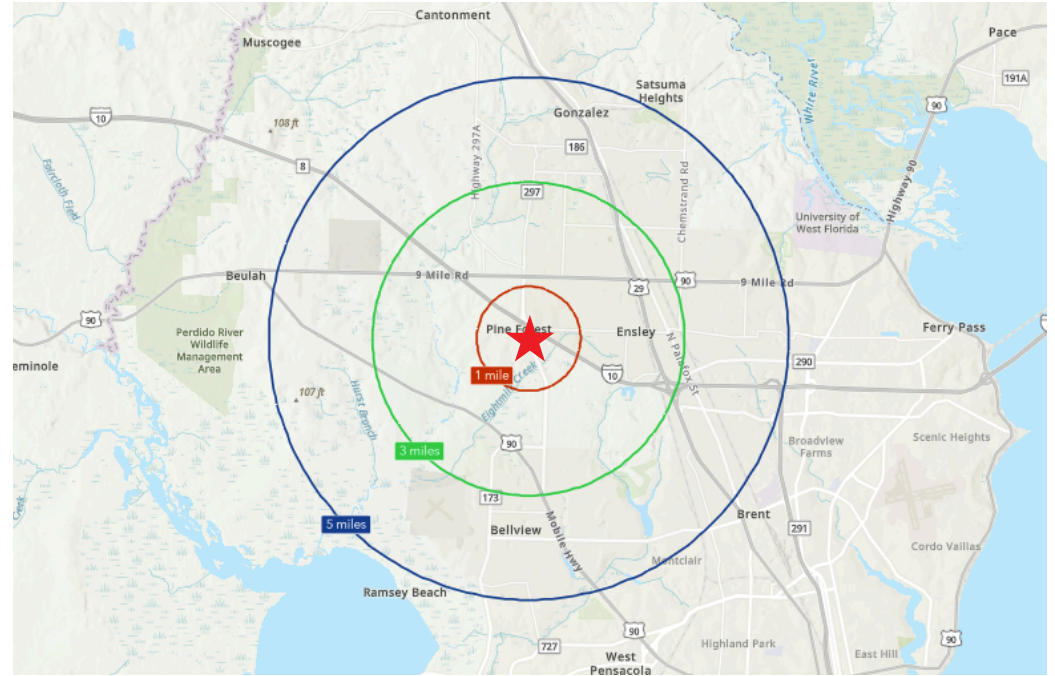 Cantonment
Muscogee
Pace
191A
10
90
Satsuma
Heights
108 ft
Gonzalez
White River
186
8
Faircloth Field
Highway 297A
297
Chemstrand Rd
Highway 90
University of
West Florida
Beulah
9 Mile Rd
90
9 Mile Rd
29
90
Pine Forest
Ensley
Ferry Pass
Perdido River
Wildlife
Management
Area
eminole
N Palafox St
290
1 mile
10
107 ft
Hurst Branch
Eightmile Creek
3 miles
90
Broadview
Farms
Scenic Heights
173
5 miles
Bellview
Mobile Hwy
Brent
291
Cordo Vaillas
Creek
Montclair
Ramsey Beach
90
727
Highland Park
90
West
Pensacola
East Hill